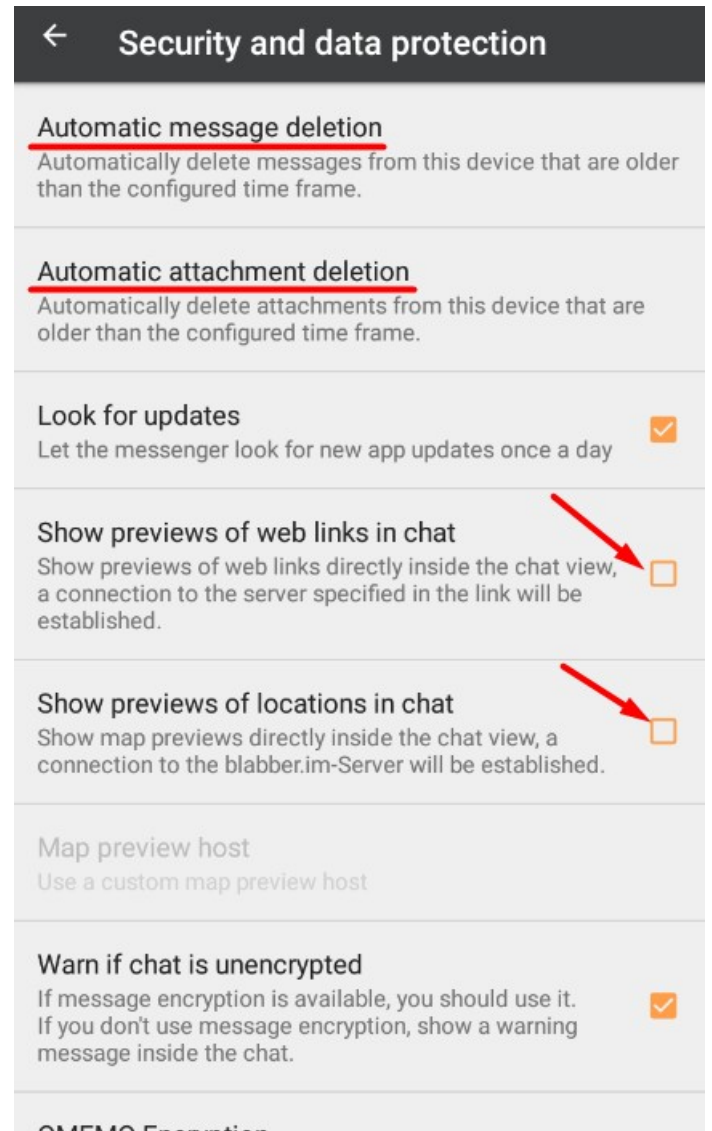 Security and data protection
Automatic message deletion
Automatically delete messages from this device that are older
than the configured time frame.
Automatic attachment deletion
Automatically delete attachments from this device that are
older than the configured time frame.
Look for updates
Let the messenger look for new app updates once a day
Show previews of web links in chat
Show previews of web links directly inside the chat view,
a connection to the server specified in the link will be
established.
Show previews of locations in chat
Show map previews directly inside the chat view, a
connection to the blabber.im-Server will be established.
Map preview host
Use a custom map preview host
Warn if chat is unencrypted
If message encryption is available, you should use it.
If you don't use message encryption, show a warning
message inside the chat.
OMEMO Encryption